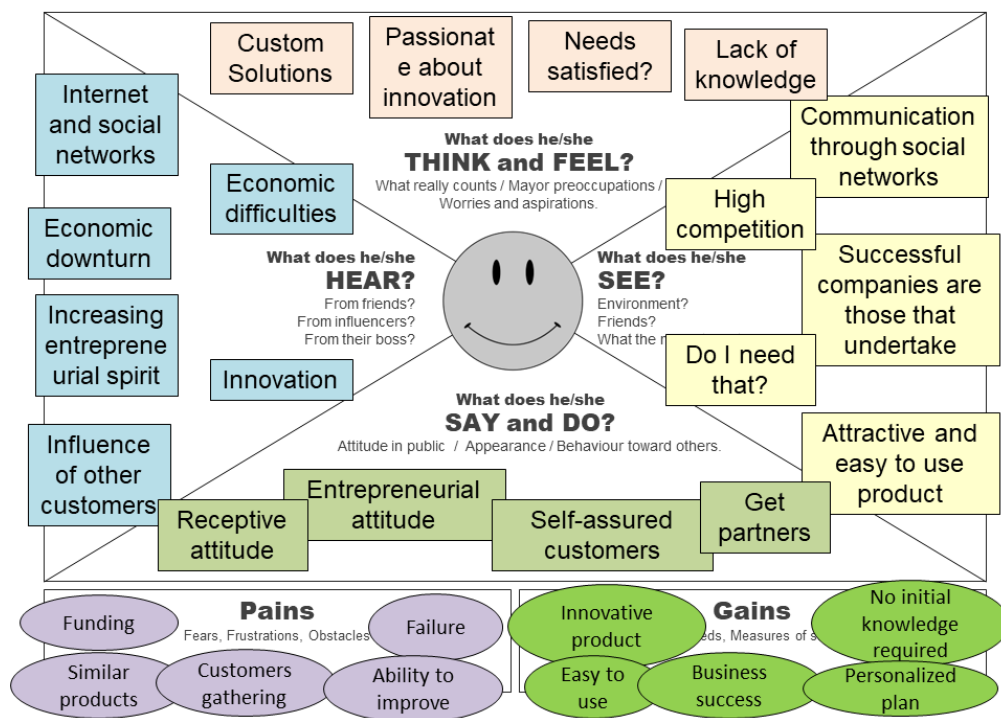 Custom
Solutions
Passionat
e about
innovation
Needs
satisfied?
Lack of
knowledge
Internet
and social
networks
Economic
difficulties
Economic
downturn
Increasing
entreprene
urial spirit
Innovation
Influence
of other
customers
What does he/she
THINK and FEEL?
What really counts / Mayor preoccupations /
Worries and aspirations.
What does he/she
HEAR?
From friends?
From influencers?
From their boss?
What does he/she
SEE?
Environment?
Friends?
What the
Communication
through social
networks
High
competition
Successful
companies are
those that
undertake
Do I need
that?
Attractive and
easy to use
product
What does he/she
SAY and DO?
Attitude in public / Appearance / Behaviour toward others.
Receptive
attitude
Entrepreneurial
attitude
Self-assured
customers
Get
partners
Pains
Fears, Frustrations, Obstacles
Funding
Failure
Similar
products
Customers
gathering
Ability to
improve
Gains
Measures of
Innovative
product
No initial
knowledge
required
Easy to
use
Business
success
Personalized
plan